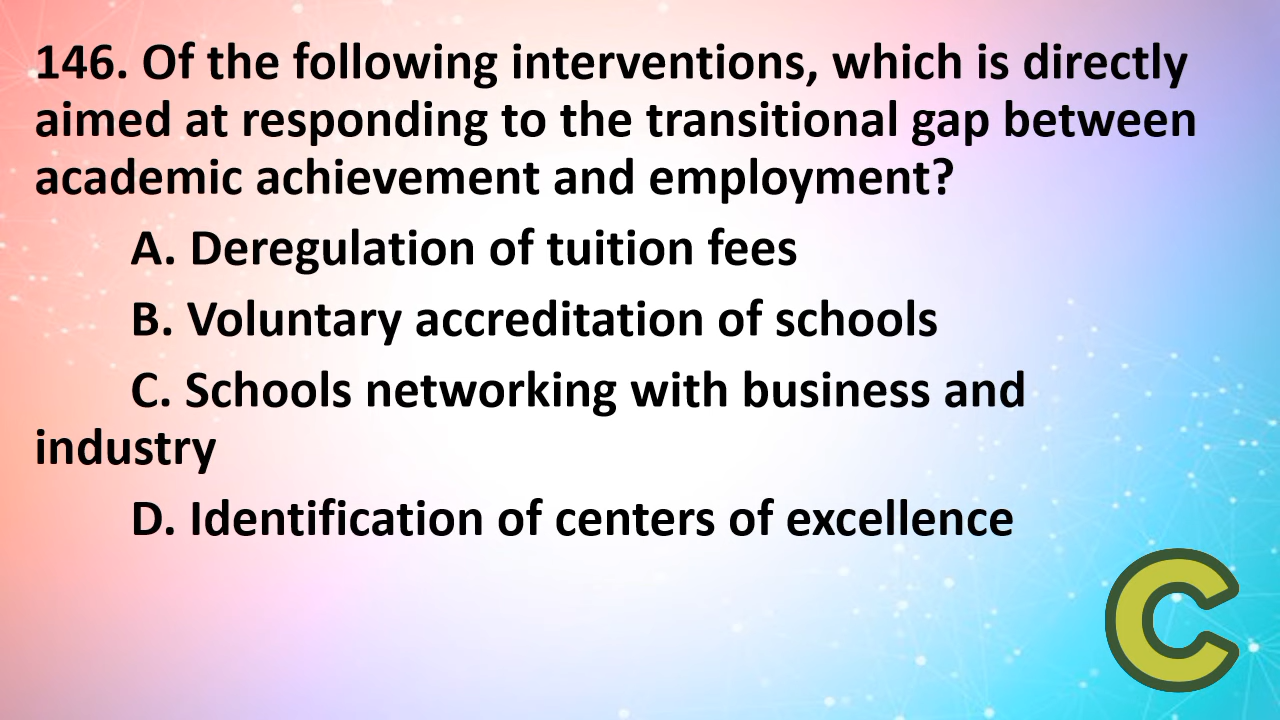 146. Of the following interventions, which is directly
aimed at responding to the transitional gap between
academic achievement and employment?
A. Deregulation of tuition fees
B. Voluntary accreditation of schools
C. Schools networking with business and
industry
D. Identification of centers of excellence
C